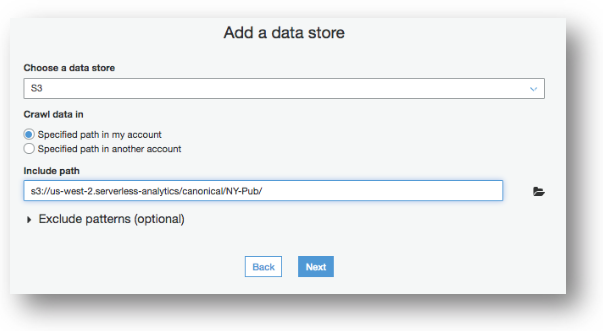 Add a data store
Choose a data store
S3
Crawl data in
Specified path in my account
Specified path in another account
Include path
s3://us-west-2.serverless-analytics/canonical/NY-Pub/
Exclude patterns (optional)
Back Next